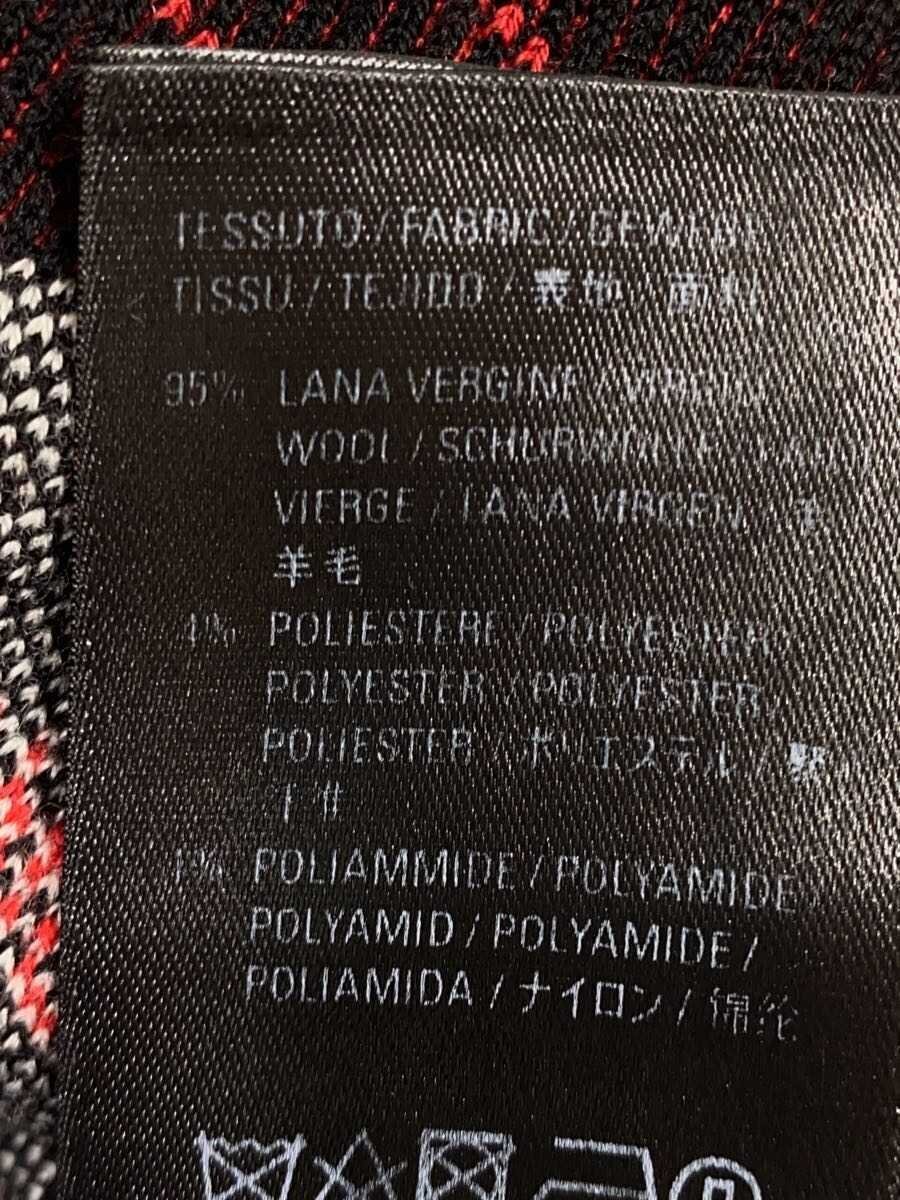 TESSUTO / FABRIC / GEWEBE
TISSU / TEJIDO / 表地 / 面料
95% LANA VERGINE / VIRGIN
WOOL / SCHURWOLLE /
VIERGE / LANA VIRGEN / 毛
羊毛
4% POLIESTERE / POLYESTER
POLYESTER / POLYESTER
POLIESTER / ポリエステル / 聚
1% POLIAMMIDE / POLYAMIDE
POLYAMID / POLYAMIDE /
POLIAMIDA / ナイロン / 锦纶
P